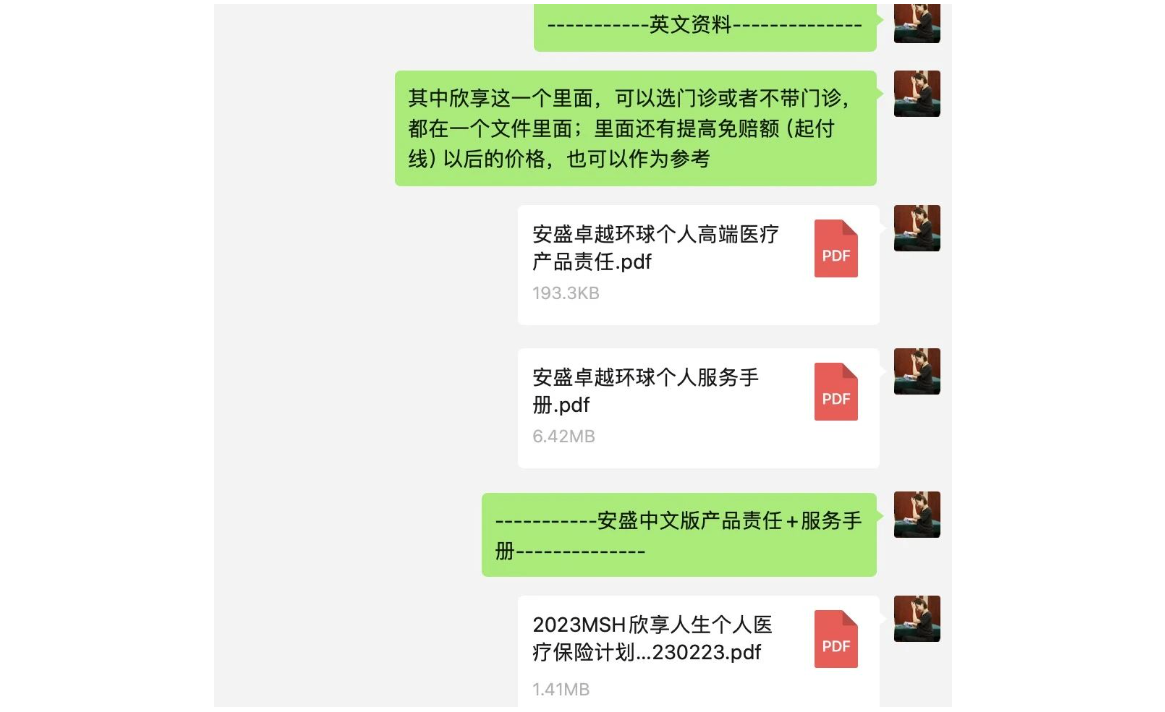 -----------英文资料--------------
其中欣享这一个里面，可以选门诊或者不带门诊，
都在一个文件里面；里面还有提高免赔额（起付
线）以后的价格，也可以作为参考
安盛卓越环球个人高端医疗
产品责任.pdf
PDF
193.3KB
安盛卓越环球个人服务手
册.pdf
PDF
6.42MB
-----------安盛中文版产品责任+服务手
册--------------
2023MSH欣享人生个人医
疗保险计划...230223.pdf
PDF
1.41MB